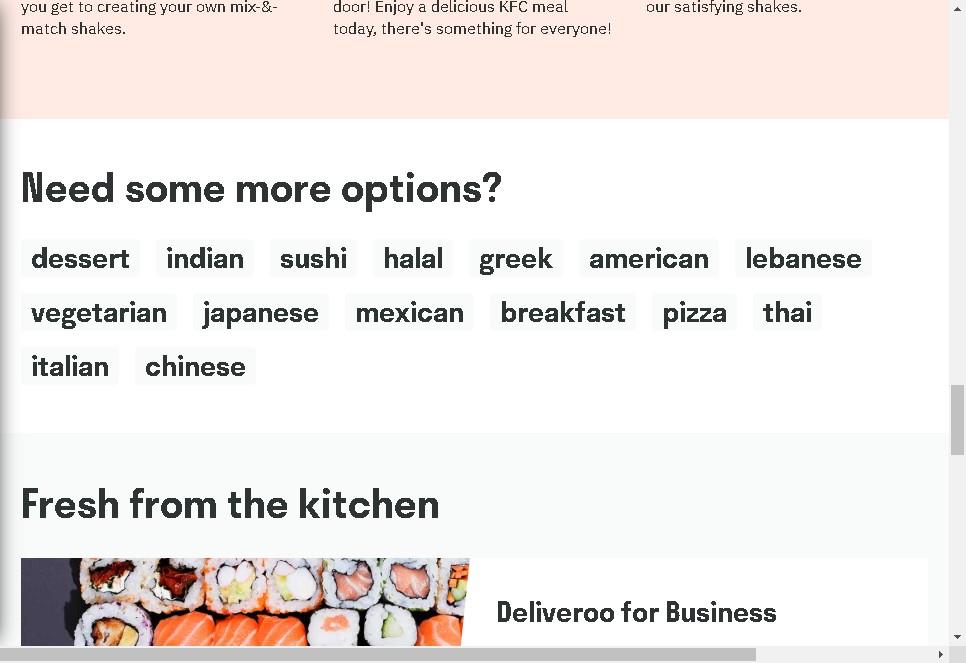 you get to creating your own mix-&-
match shakes.
door! Enjoy a delicious KFC meal
today, there's something for everyone!
our satisfying shakes.
Need some more options?
dessert indian sushi halal greek american lebanese
vegetarian japanese mexican breakfast pizza thai
italian chinese
Fresh from the kitchen
Deliveroo for Business